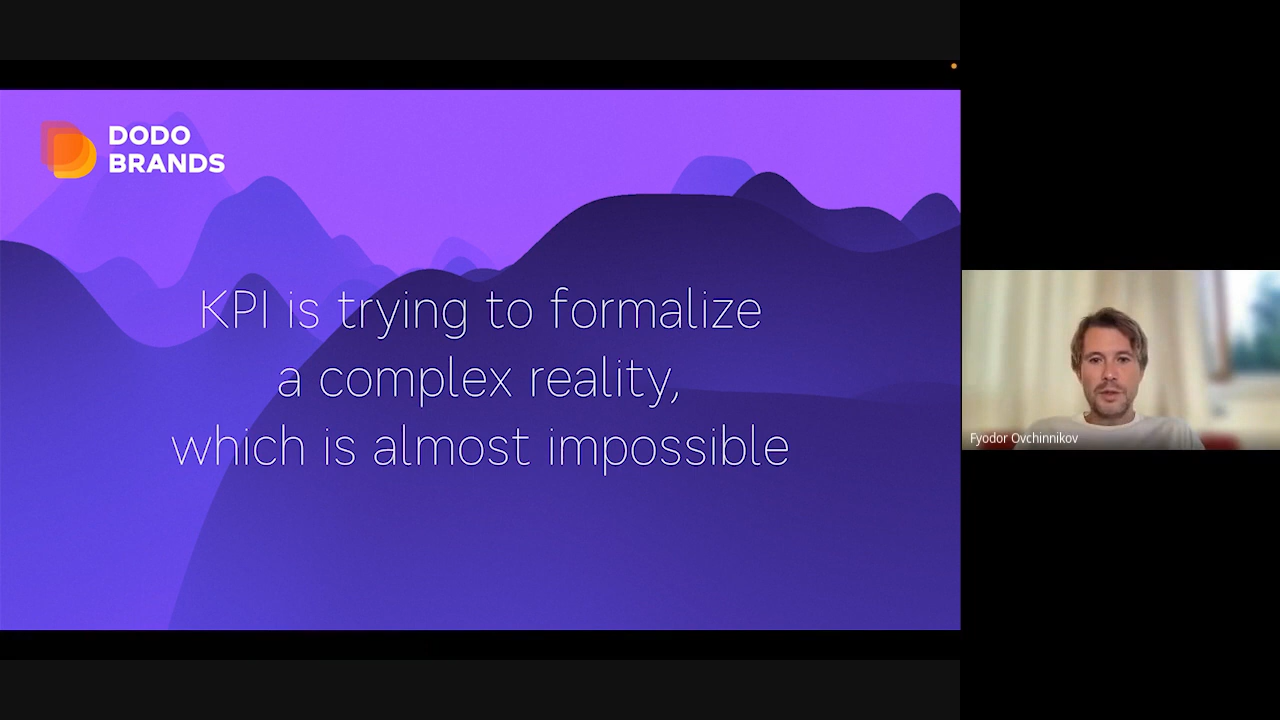 DODO
BRANDS
KPI is trying to formalize
a complex reality,
which is almost impossible
Fyodor Ovchinnikov